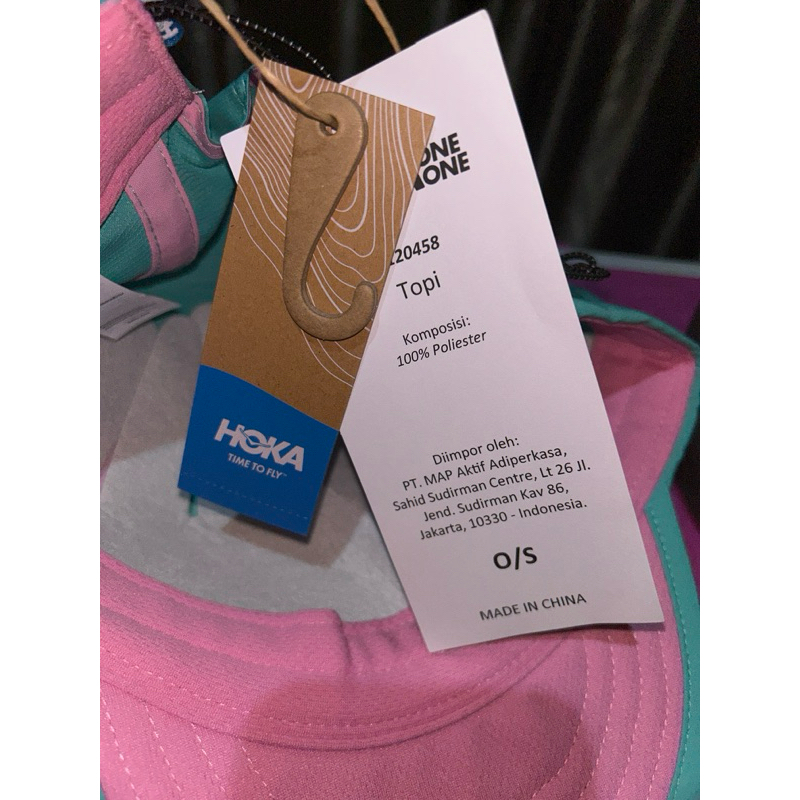 ONE
ONE
20458
Topi
Komposisi:
100% Poliester
HOKA
TIME TO FLY™
Diimpor oleh:
PT. MAP Aktif Adiperkasa,
Sahid Sudirman Centre, Lt 26 Jl.
Jend. Sudirman Kav 86,
Jakarta, 10330 - Indonesia.
O/S
MADE IN CHINA